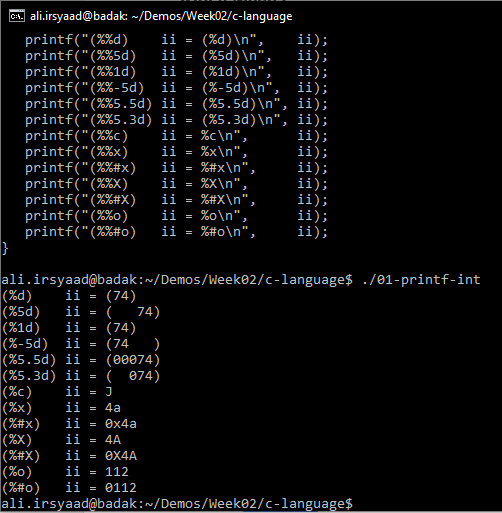 ali.irsyaad@badak: ~/Demos/Week02/c-language
   printf("(%%d)    ii = (%d)\n",    ii);
   printf("(%%5d)   ii = (%5d)\n",   ii);
   printf("(%%1d)   ii = (%1d)\n",   ii);
   printf("(%%-5d)  ii = (%-5d)\n",  ii);
   printf("(%%5.5d) ii = (%5.5d)\n", ii);
   printf("(%%5.3d) ii = (%5.3d)\n", ii);
   printf("(%%c)    ii = %c\n",      ii);
   printf("(%%x)    ii = %x\n",      ii);
   printf("(%%#x)   ii = %#x\n",     ii);
   printf("(%%X)    ii = %X\n",      ii);
   printf("(%%#X)   ii = %#X\n",     ii);
   printf("(%%o)    ii = %o\n",      ii);
   printf("(%%#o)   ii = %#o\n",     ii);
}
ali.irsyaad@badak:~/Demos/Week02/c-language$ ./01-printf-int
(%d)    ii = (74)
(%5d)   ii = (   74)
(%1d)   ii = (74)
(%-5d)  ii = (74   )
(%5.5d) ii = (00074)
(%5.3d) ii = (  074)
(%c)    ii = J
(%x)    ii = 4a
(%#x)   ii = 0x4a
(%X)    ii = 4A
(%#X)   ii = 0X4A
(%o)    ii = 112
(%#o)   ii = 0112
ali.irsyaad@badak:~/Demos/Week02/c-language$